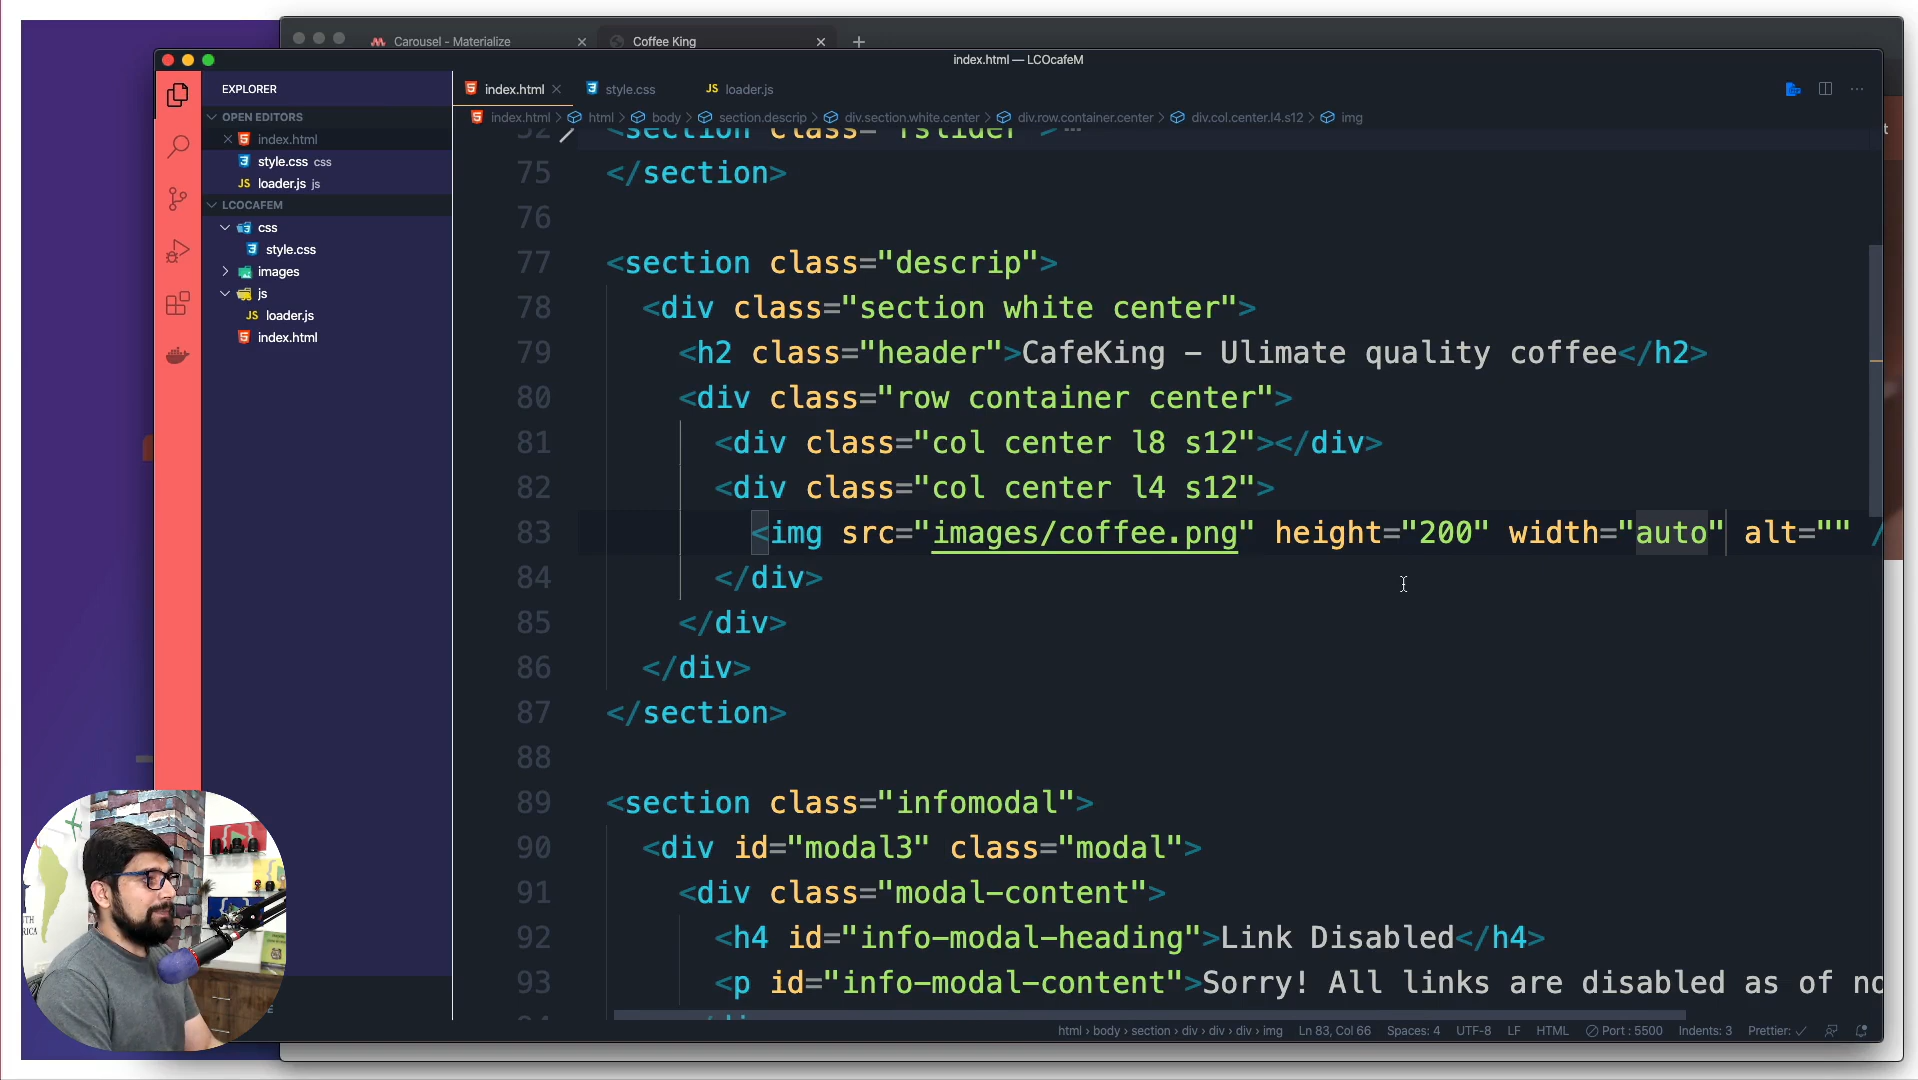 Carousel - Materialize
Coffee King
index.html — LCOcafeM
EXPLORER
index.html
style.css
loader.js
OPEN EDITORS
index.html
style.css css
loader.js js
LCOCAFEM
css
style.css
images
js
loader.js
index.html
index.html > html > body > section.descrip > div.section.white.center > div.row.container.center > div.col.center.l4.s12 > img
52 <section class="rslider">
75 </section>
76
77 <section class="descrip">
78 <div class="section white center">
79 <h2 class="header">CafeKing - Ulimate quality coffee</h2>
80 <div class="row container center">
81 <div class="col center l8 s12"></div>
82 <div class="col center l4 s12">
83 <img src="images/coffee.png" height="200" width="auto" alt="" /
84 </div>
85 </div>
86 </div>
87 </section>
88
89 <section class="infomodal">
90 <div id="modal3" class="modal">
91 <div class="modal-content">
92 <h4 id="info-modal-heading">Link Disabled</h4>
93 <p id="info-modal-content">Sorry! All links are disabled as of no
html › body › section › div › div › div › img
Ln 83, Col 66
Spaces: 4
UTF-8
LF
HTML
Port : 5500
Indents: 3
Prettier: ✓